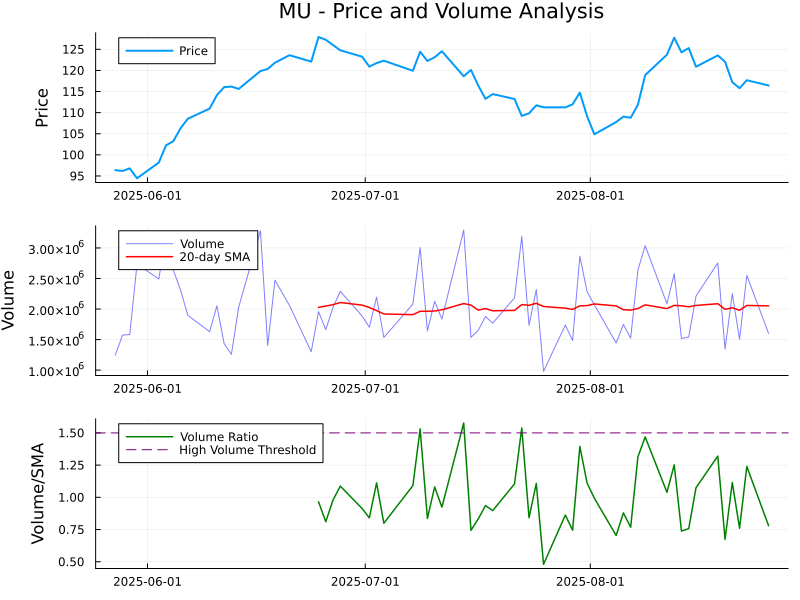 MU - Price and Volume Analysis
Price
125
120
115
110
105
100
95
Price
2025-06-01
2025-07-01
2025-08-01
Volume
20-day SMA
3.00×10⁶
2.50×10⁶
2.00×10⁶
1.50×10⁶
1.00×10⁶
Volume
2025-06-01
2025-07-01
2025-08-01
Volume Ratio
High Volume Threshold
1.50
1.25
1.00
0.75
0.50
Volume/SMA
2025-06-01
2025-07-01
2025-08-01